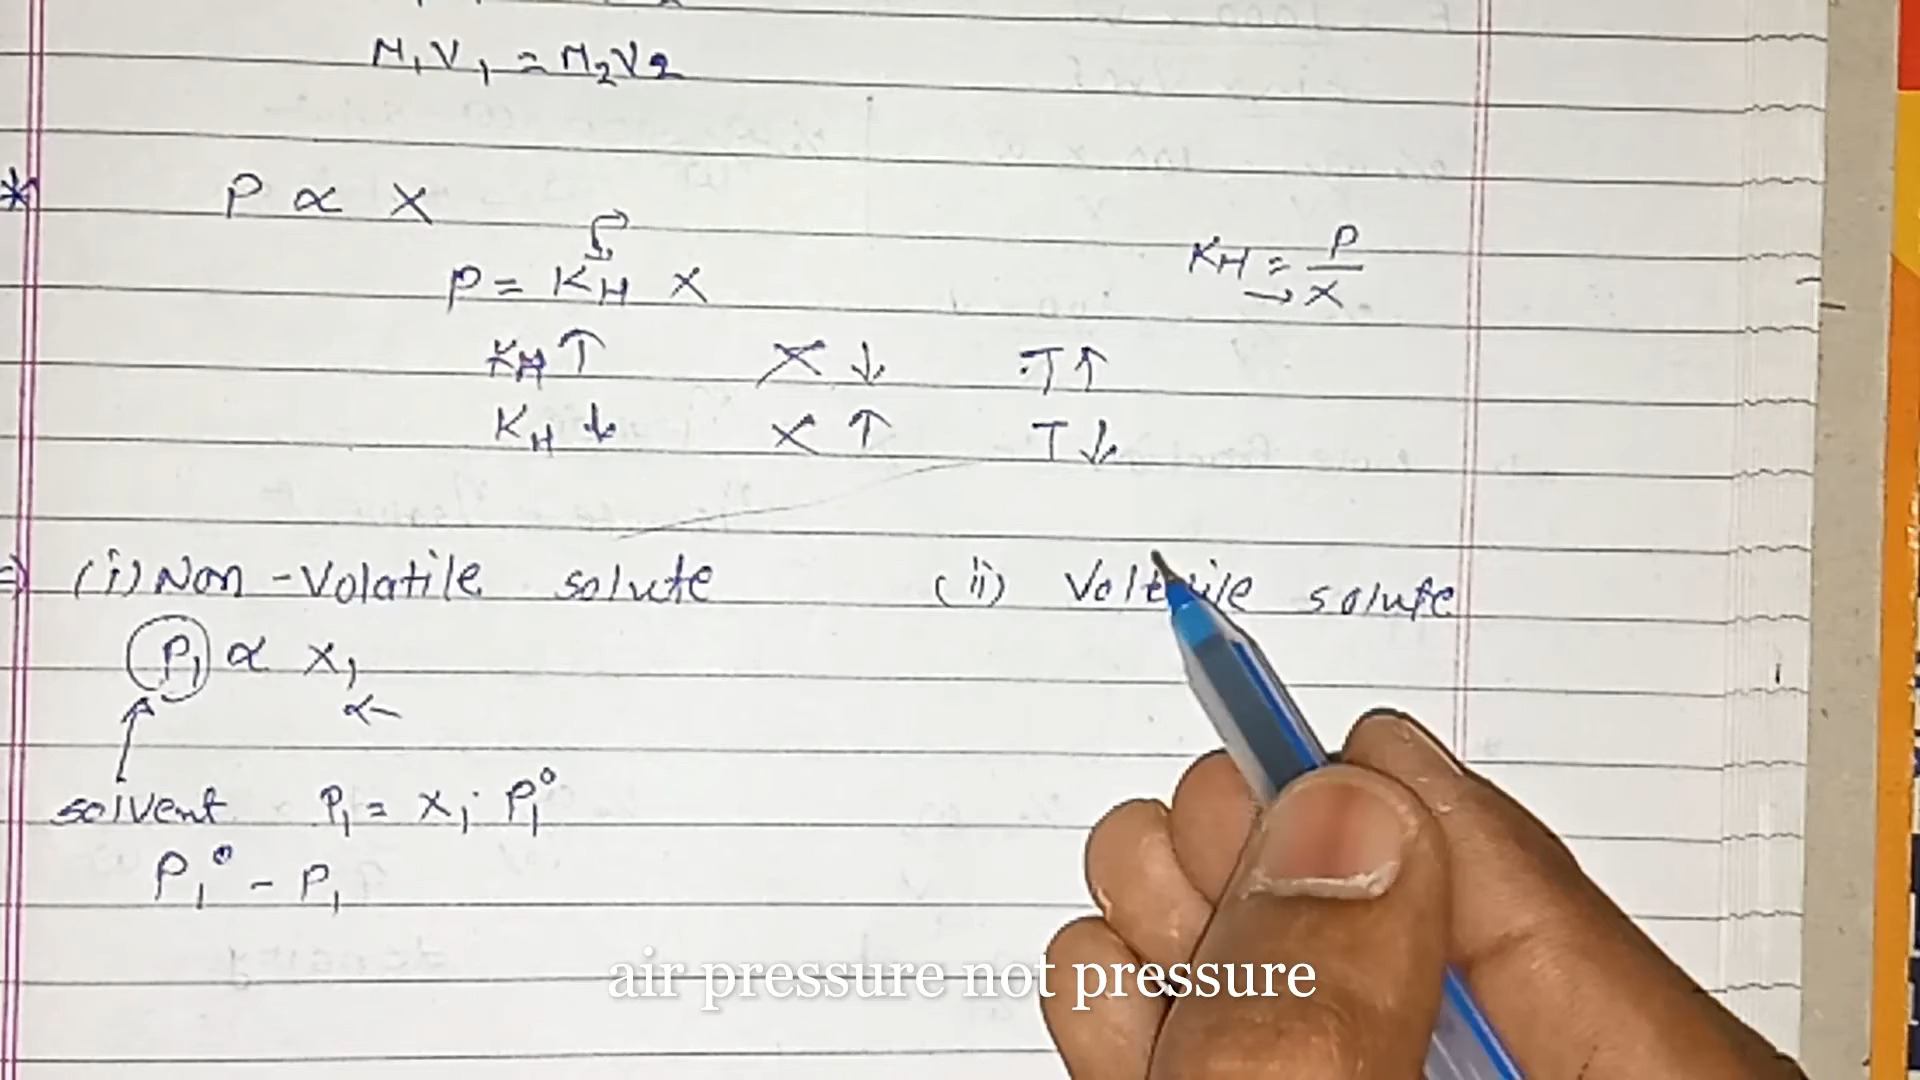 M₁V₁ = M₂V₂
* P ∝ X
P = KH X
KH = P/X
KH ↑ X ↓ T↑
KH ↓ X ↑ T↓
(i) Non-Volatile solute
(ii) Voltile solute
P₁ ∝ X₁
solvent P₁ = X₁ · P₁°
P₁° - P₁
air pressure not pressure